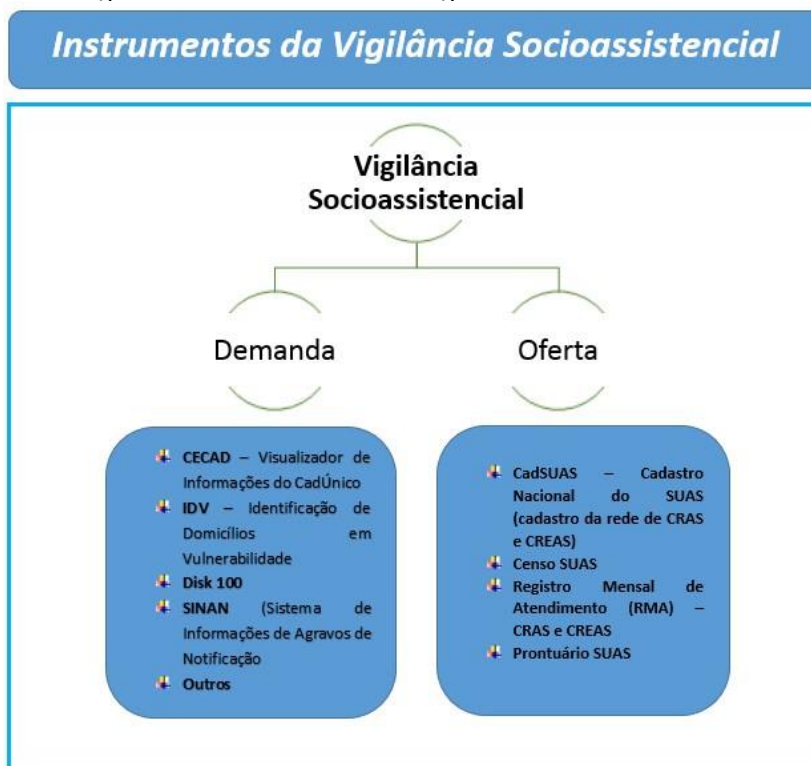 Instrumentos da Vigilância Socioassistencial
Vigilância
Socioassistencial
Demanda
Oferta
CECAD – Visualizador de
Informações do CadÚnico
IDV – Identificação de
Domicílios em
Vulnerabilidade
Disk 100
SINAN (Sistema de
Informações de Agravos de
Notificação
Outros
CadSUAS – Cadastro
Nacional do SUAS
(cadastro da rede de CRAS
e CREAS)
Censo SUAS
Registro Mensal de
Atendimento (RMA) –
CRAS e CREAS
Prontuário SUAS